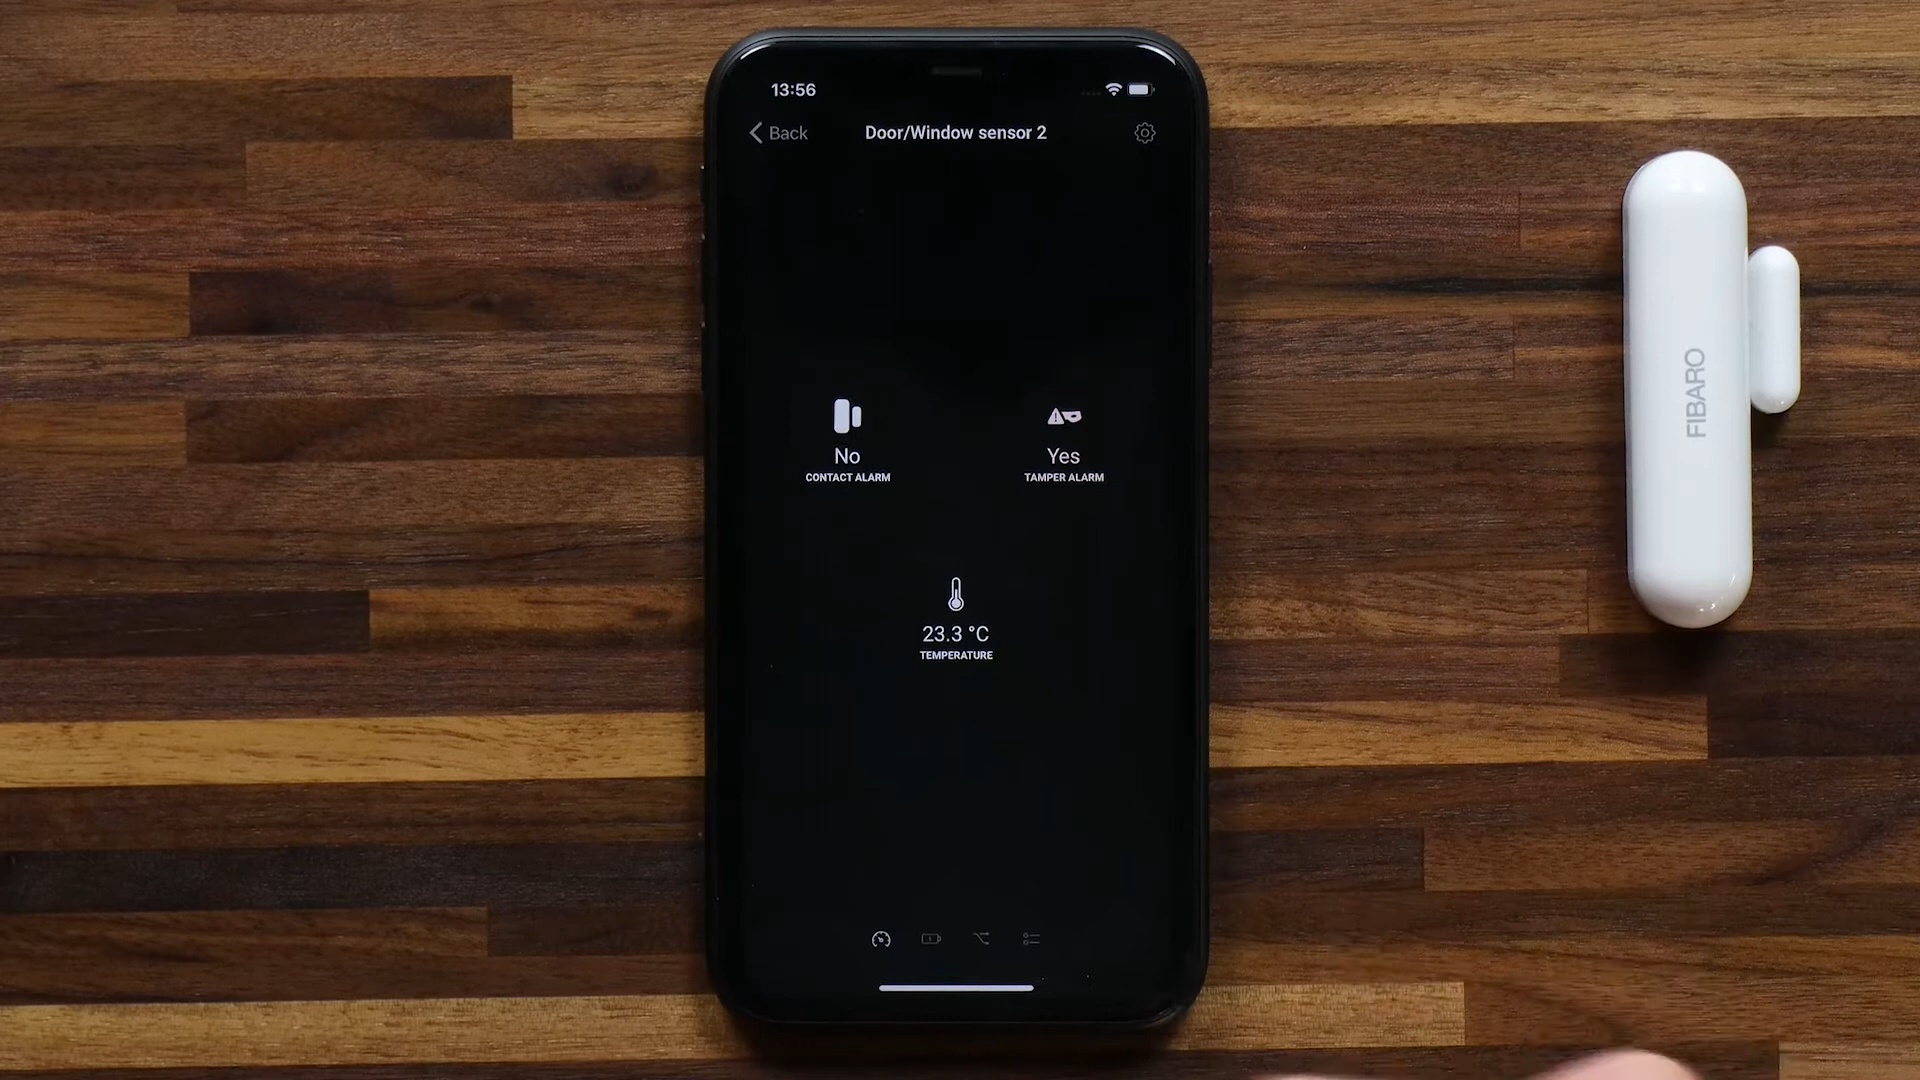 13:56
Back
Door/Window sensor 2
No
CONTACT ALARM
Yes
TAMPER ALARM
23.3 °C
TEMPERATURE
FIBARO